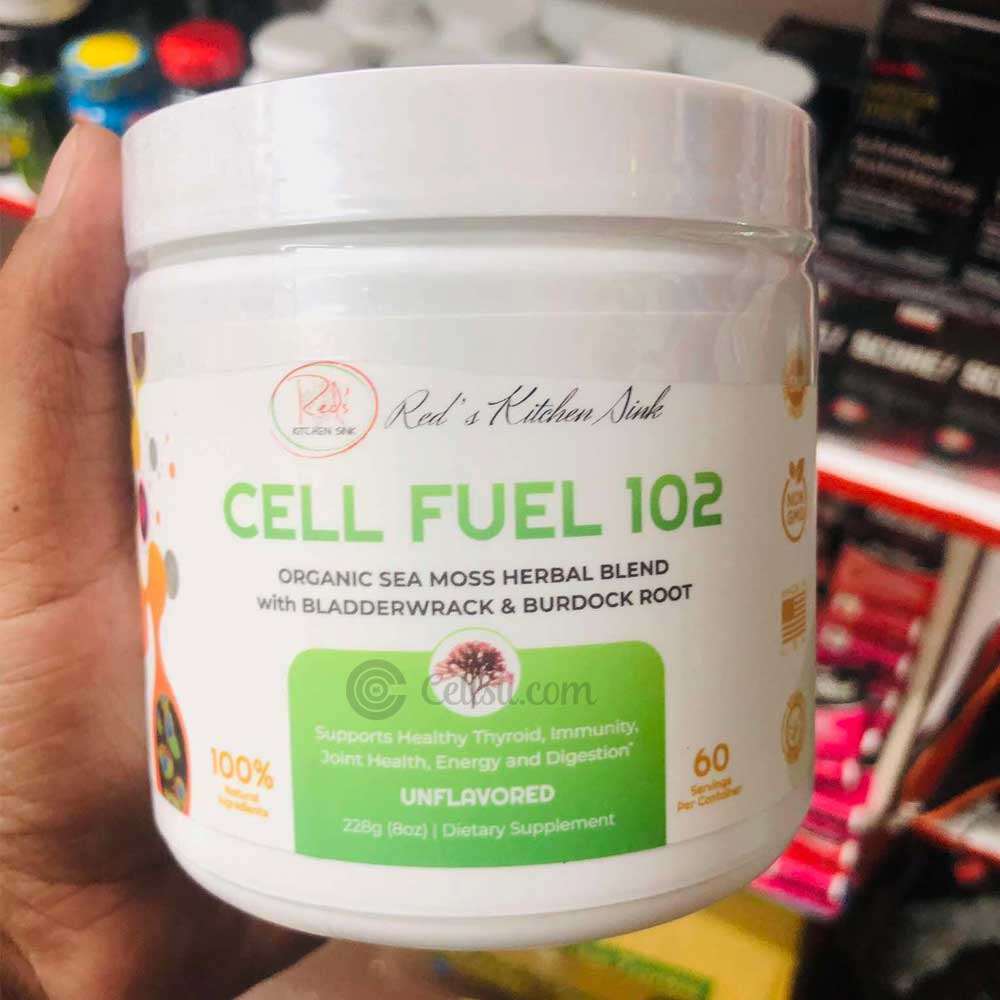 Red's
KITCHEN SINK
Red's Kitchen Sink
CELL FUEL 102
ORGANIC SEA MOSS HERBAL BLEND
with BLADDERWRACK & BURDOCK ROOT
NON
GMO
Cellsii.com
Supports Healthy Thyroid, Immunity,
Joint Health, Energy and Digestion*
UNFLAVORED
228g (8oz) | Dietary Supplement
100%
Natural
Ingredients
60
Servings
Per Container